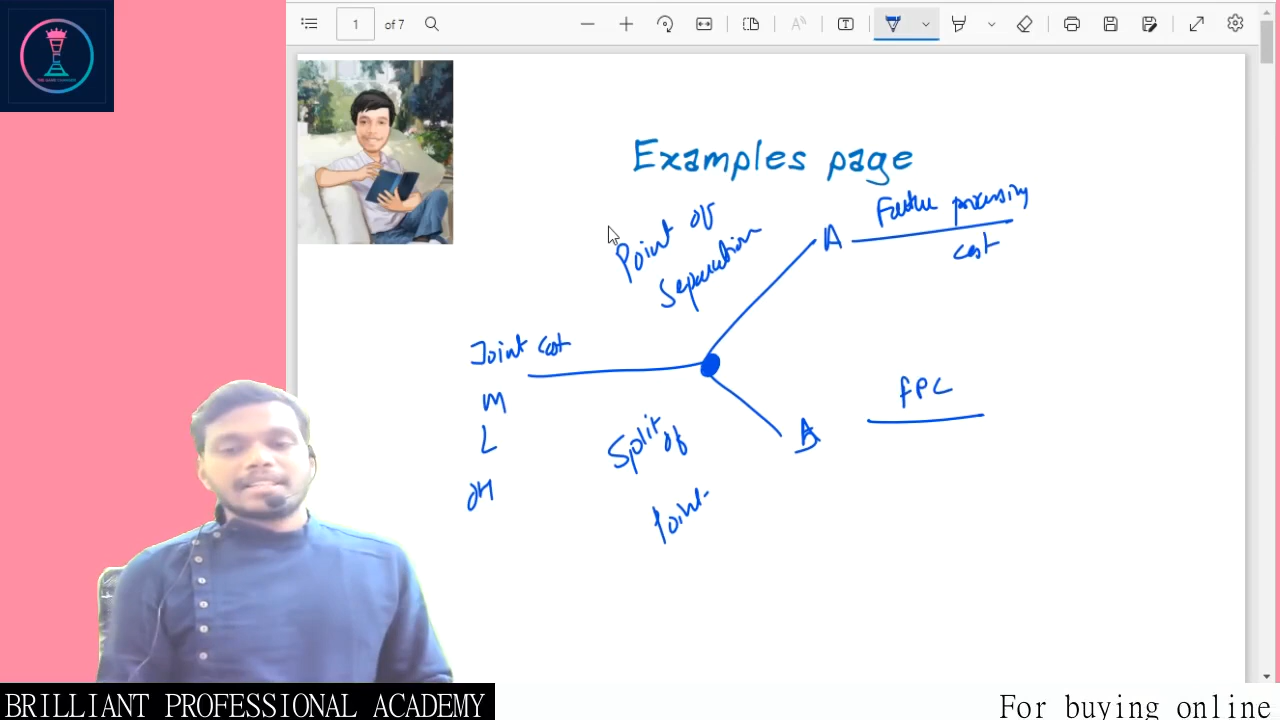 1 of 7
Examples page
Point of
Separation
A
Further processing
cost
Joint cost
M
L
OH
Split of
Point
FPC
BRILLIANT PROFESSIONAL ACADEMY
For buying online